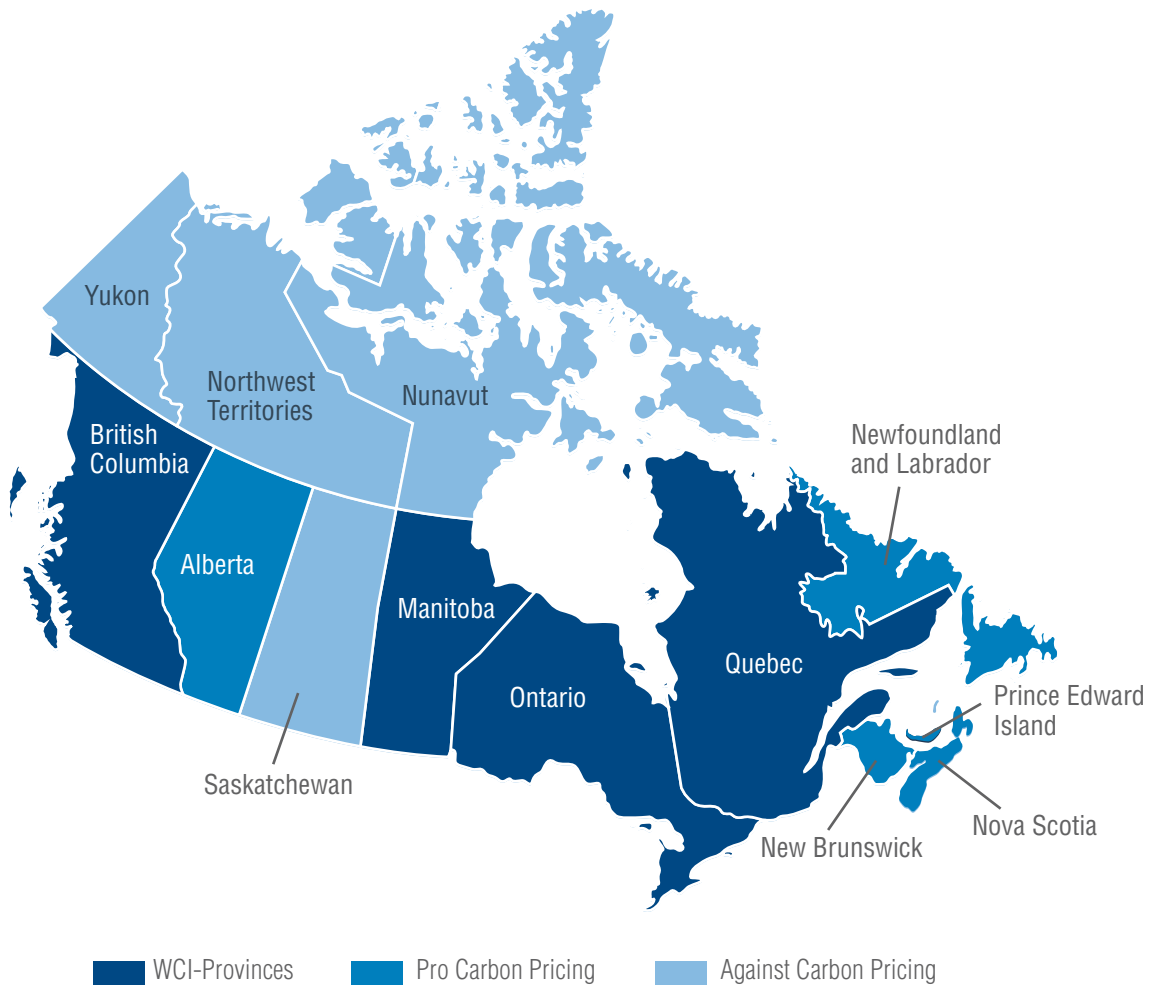 Yukon
Northwest
Territories
Nunavut
British
Columbia
Newfoundland
and Labrador
Alberta
Manitoba
Quebec
Ontario
Prince Edward
Island
Saskatchewan
Nova Scotia
New Brunswick
WCI-Provinces
Pro Carbon Pricing
Against Carbon Pricing